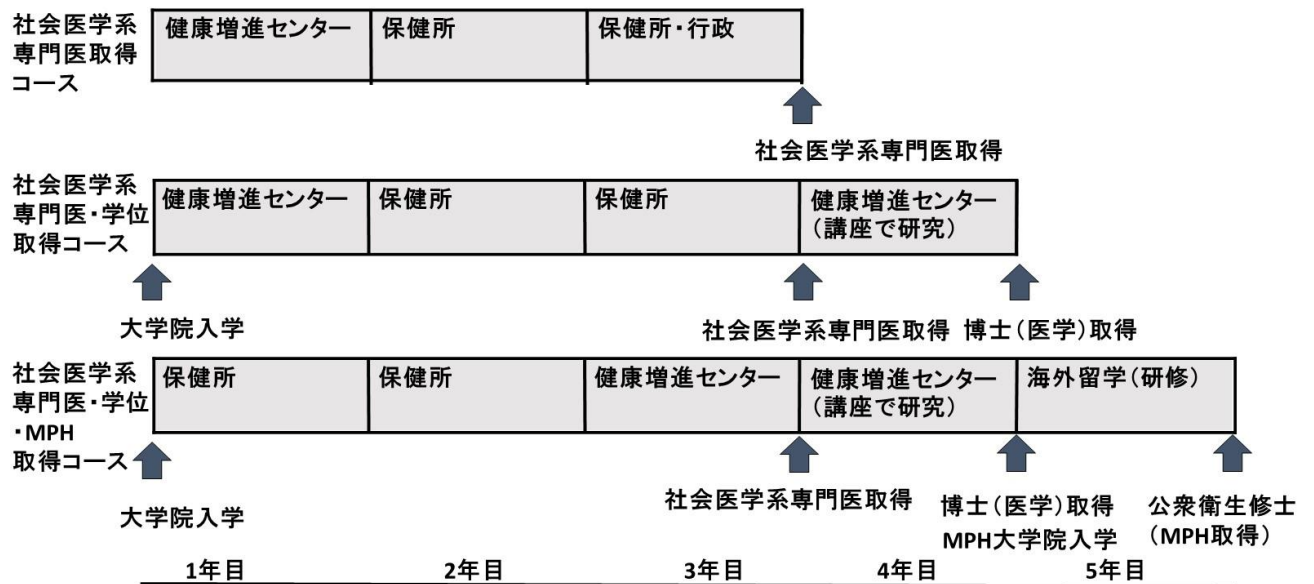 社会医学系
専門医取得
コース
健康増進センター
保健所
保健所・行政
社会医学系専門医取得
社会医学系
専門医・学位
取得コース
健康増進センター
保健所
保健所
健康増進センター
(講座で研究)
大学院入学
社会医学系専門医取得
博士(医学)取得
社会医学系
専門医・学位
・MPH
取得コース
保健所
保健所
健康増進センター
健康増進センター
(講座で研究)
海外留学(研修)
大学院入学
社会医学系専門医取得
博士(医学)取得
MPH大学院入学
公衆衛生修士
(MPH取得)
1年目
2年目
3年目
4年目
5年目